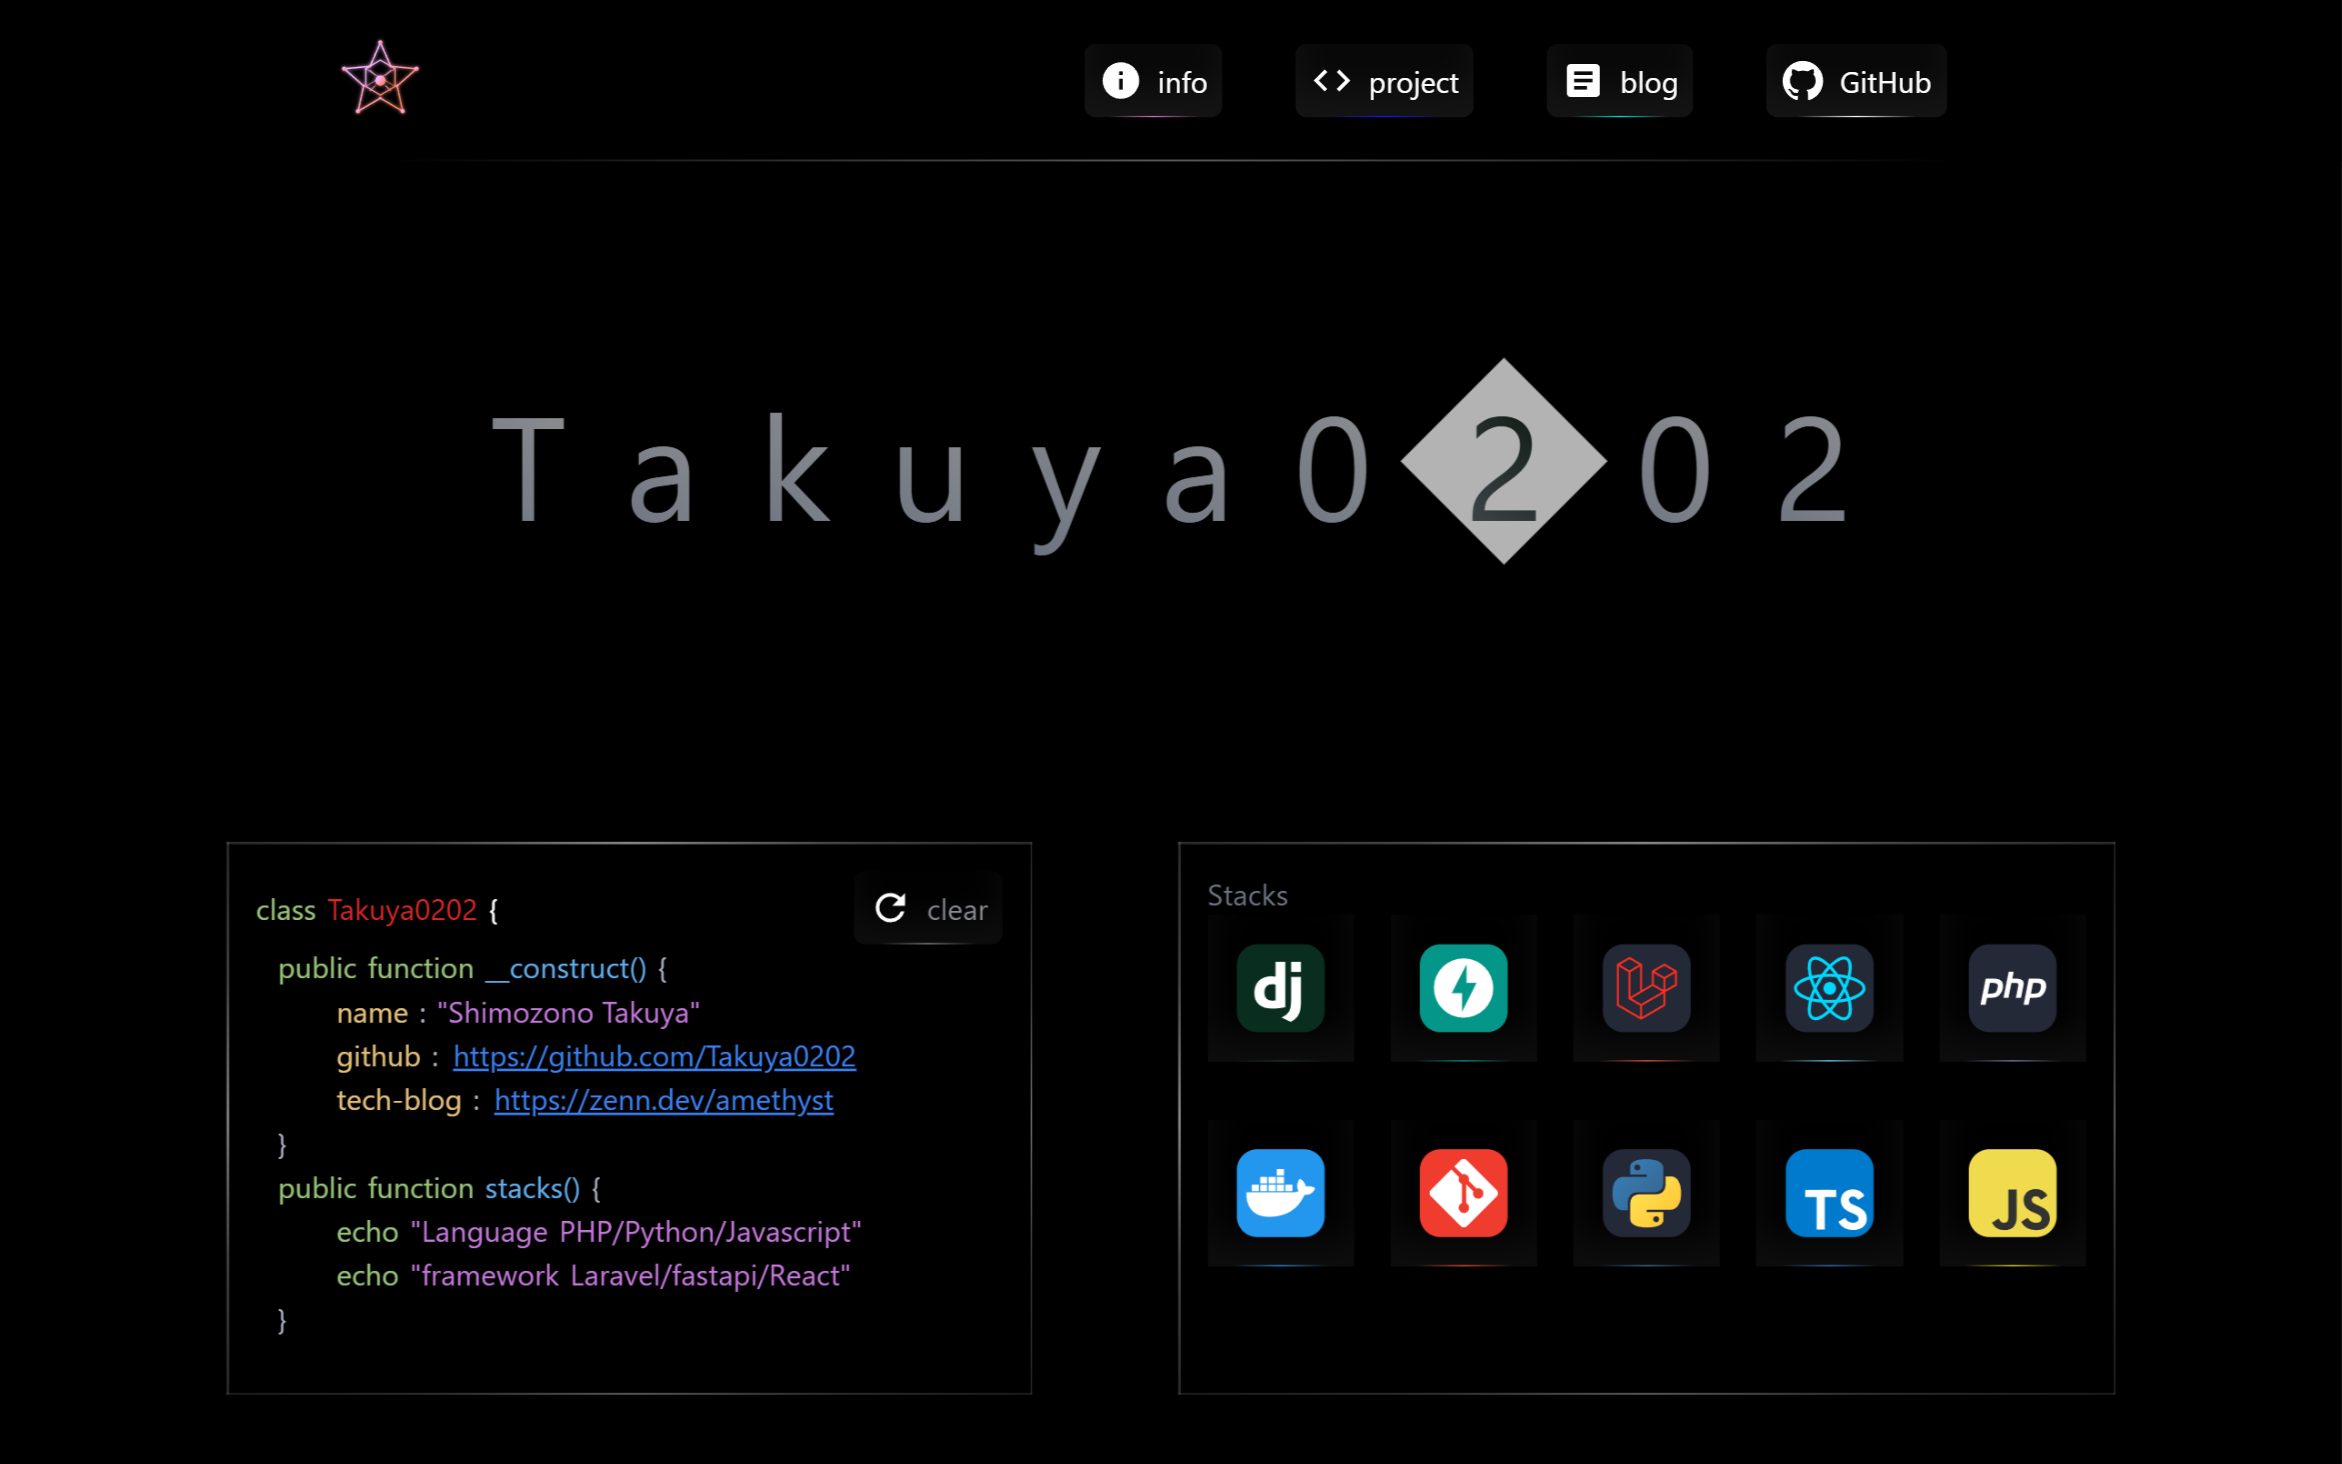 info
project
blog
GitHub
Takuya0202
class Takuya0202 {
clear
public function __construct() {
name : "Shimozono Takuya"
github : https://github.com/Takuya0202
tech-blog : https://zenn.dev/amethyst
}
public function stacks() {
echo "Language PHP/Python/Javascript"
echo "framework Laravel/fastapi/React"
}
Stacks
dj
php
TS
JS